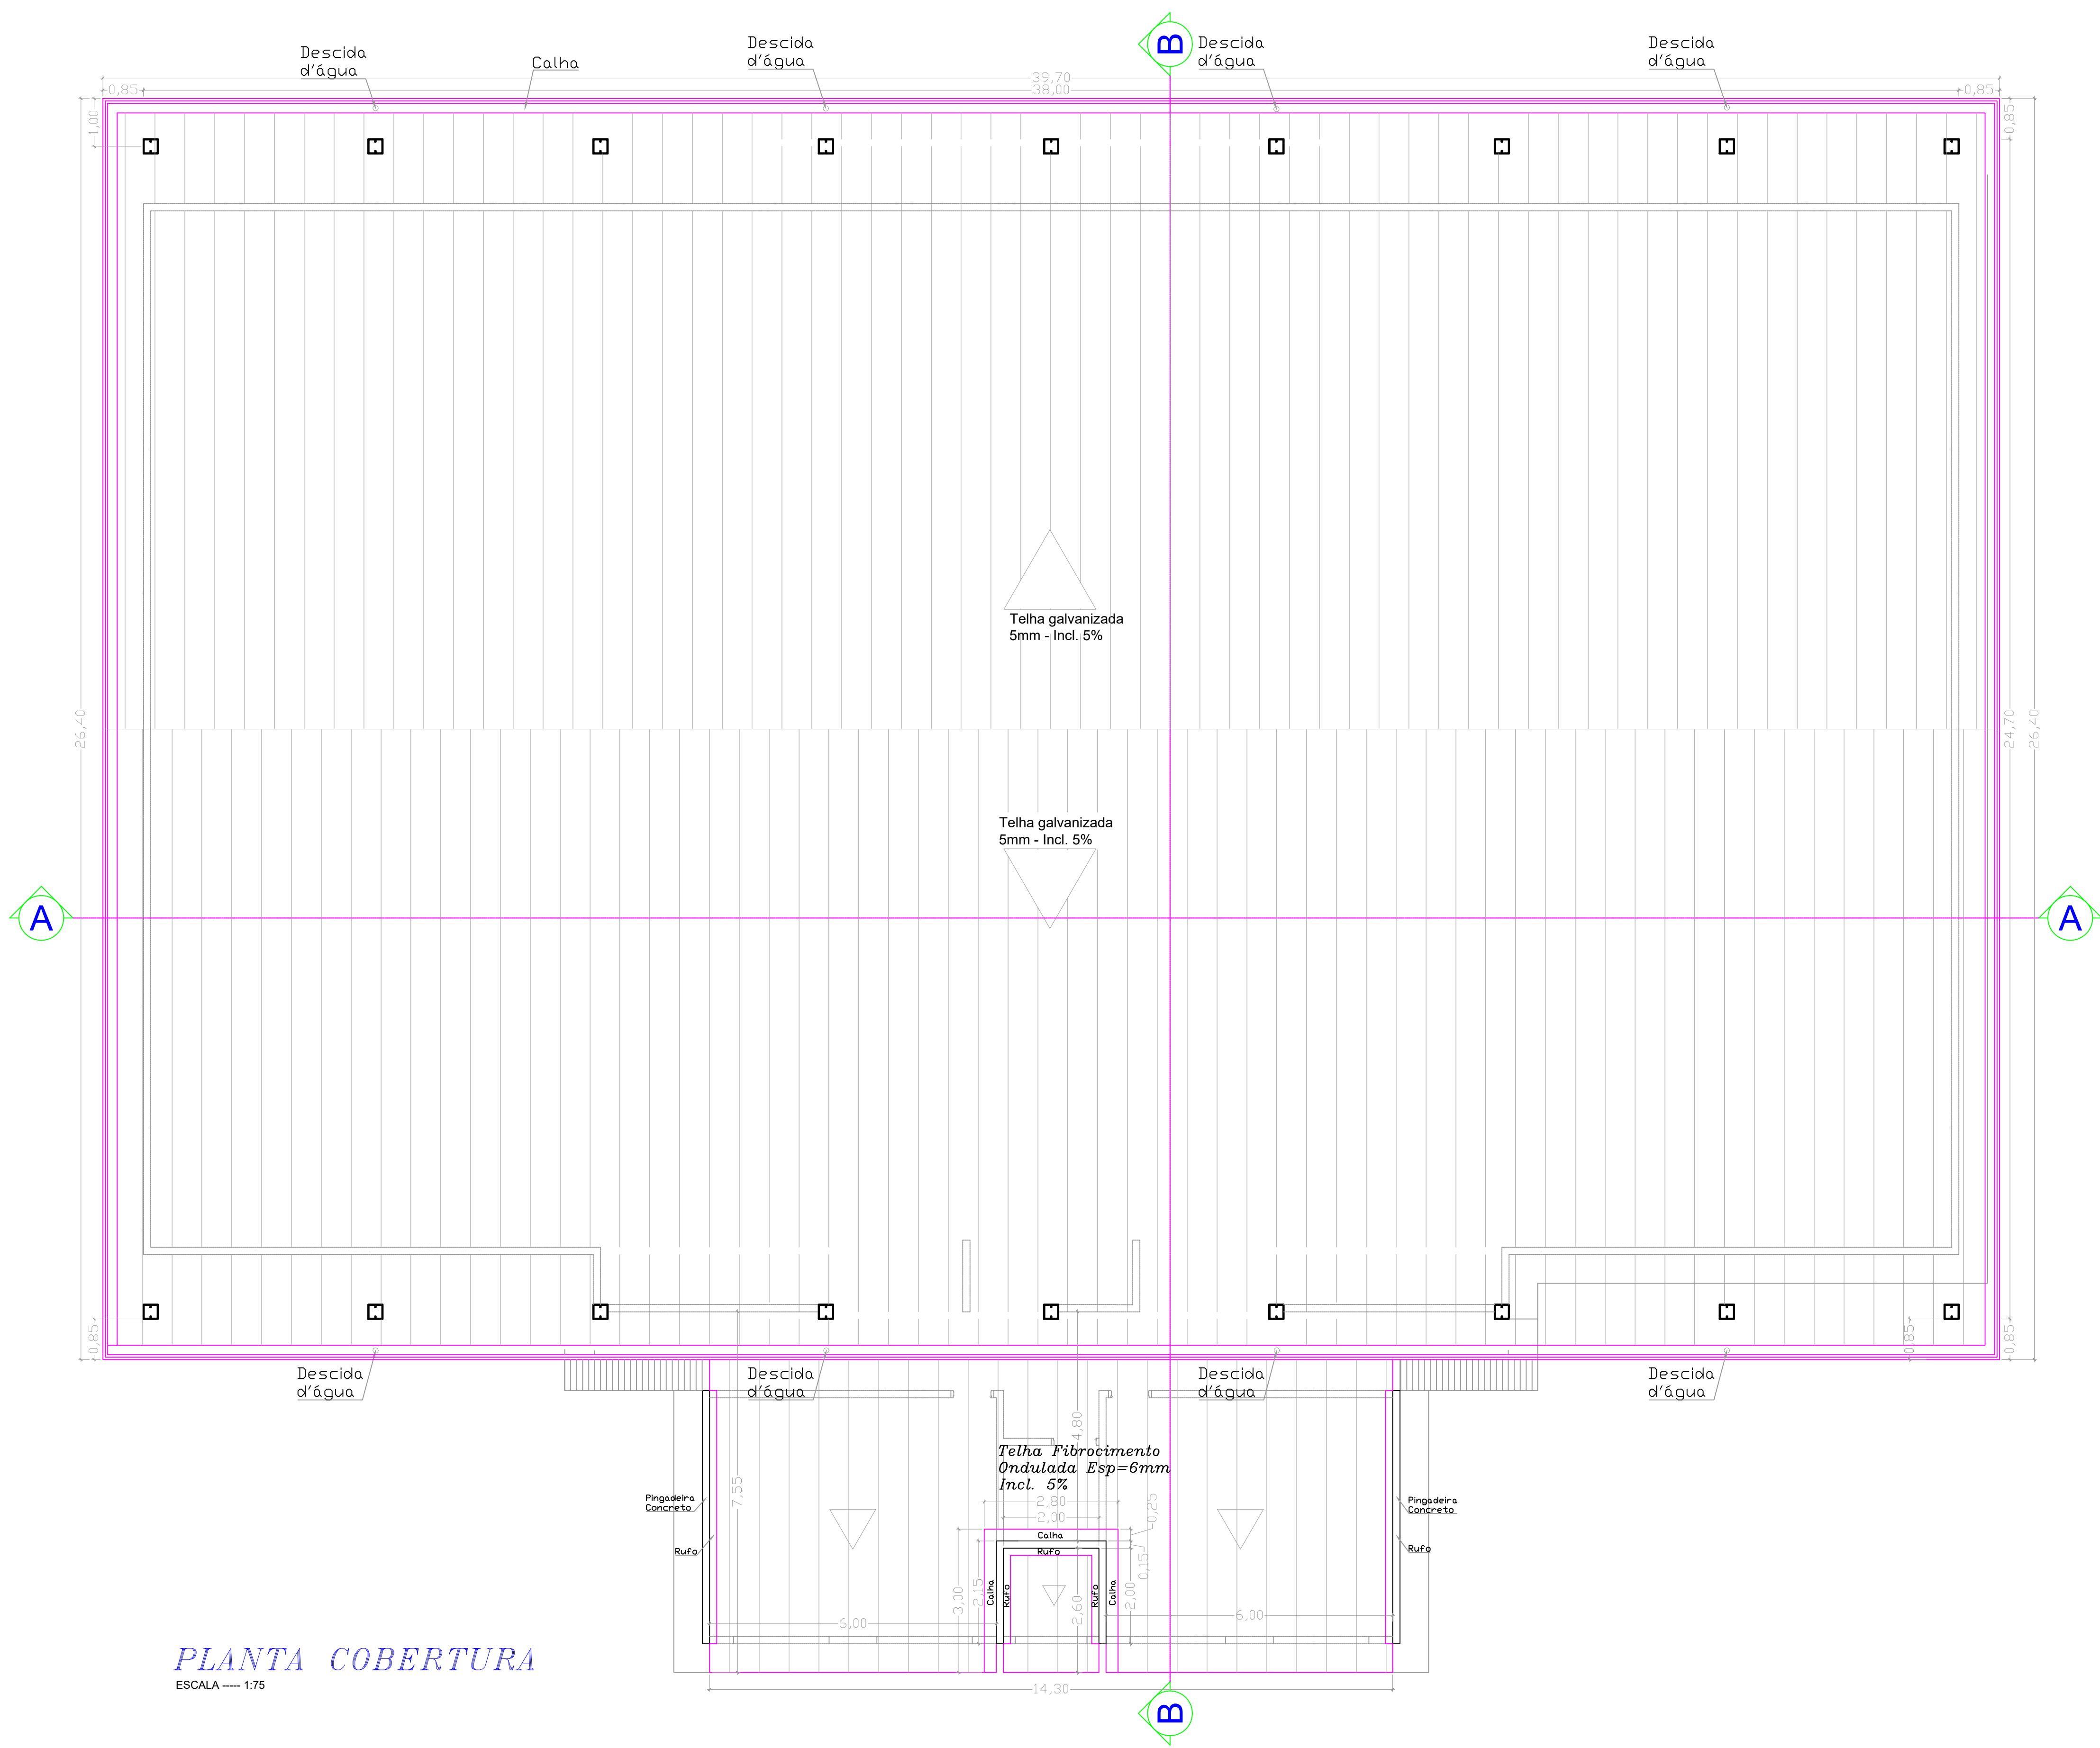 B
Descida
d'água
Calha
Descida
d'água
Descida
d'água
Descida
d'água
39,70
0,85
38,00
0,85
1,00
0,85
Telha galvanizada
5mm - Incl. 5%
26,40
24,70
26,40
Telha galvanizada
5mm - Incl. 5%
A
A
0,85
0,85
0,85
Descida
d'água
Descida
d'água
Descida
d'água
Descida
d'água
4,80
Telha Fibrocimento
Ondulada Esp=6mm
Incl. 5%
7,55
Pingadeira
Concreto
2,80
0,25
Pingadeira
Concreto
2,00
Calha
Rufo
Rufo
Rufo
0,15
3,00
2,15
Calha
Rufo
2,60
Rufo
Calha
2,00
6,00
6,00
PLANTA COBERTURA
ESCALA ----- 1:75
14,30
B